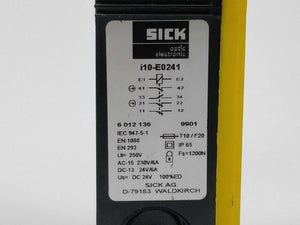 SICK
optic
electronic
i10-E0241
E1 E2
41 42
33 34
21 22
11 12
6 012 136 9901
IEC 947-5-1 T10 / F20
EN 1088 IP 65
EN 292 Fs=1200N
Ui= 250V
AC-15 230V/6A
DC-13 24V/6A
Us= DC 24V 100%ED
SICK AG
D-79183 WALDKIRCH